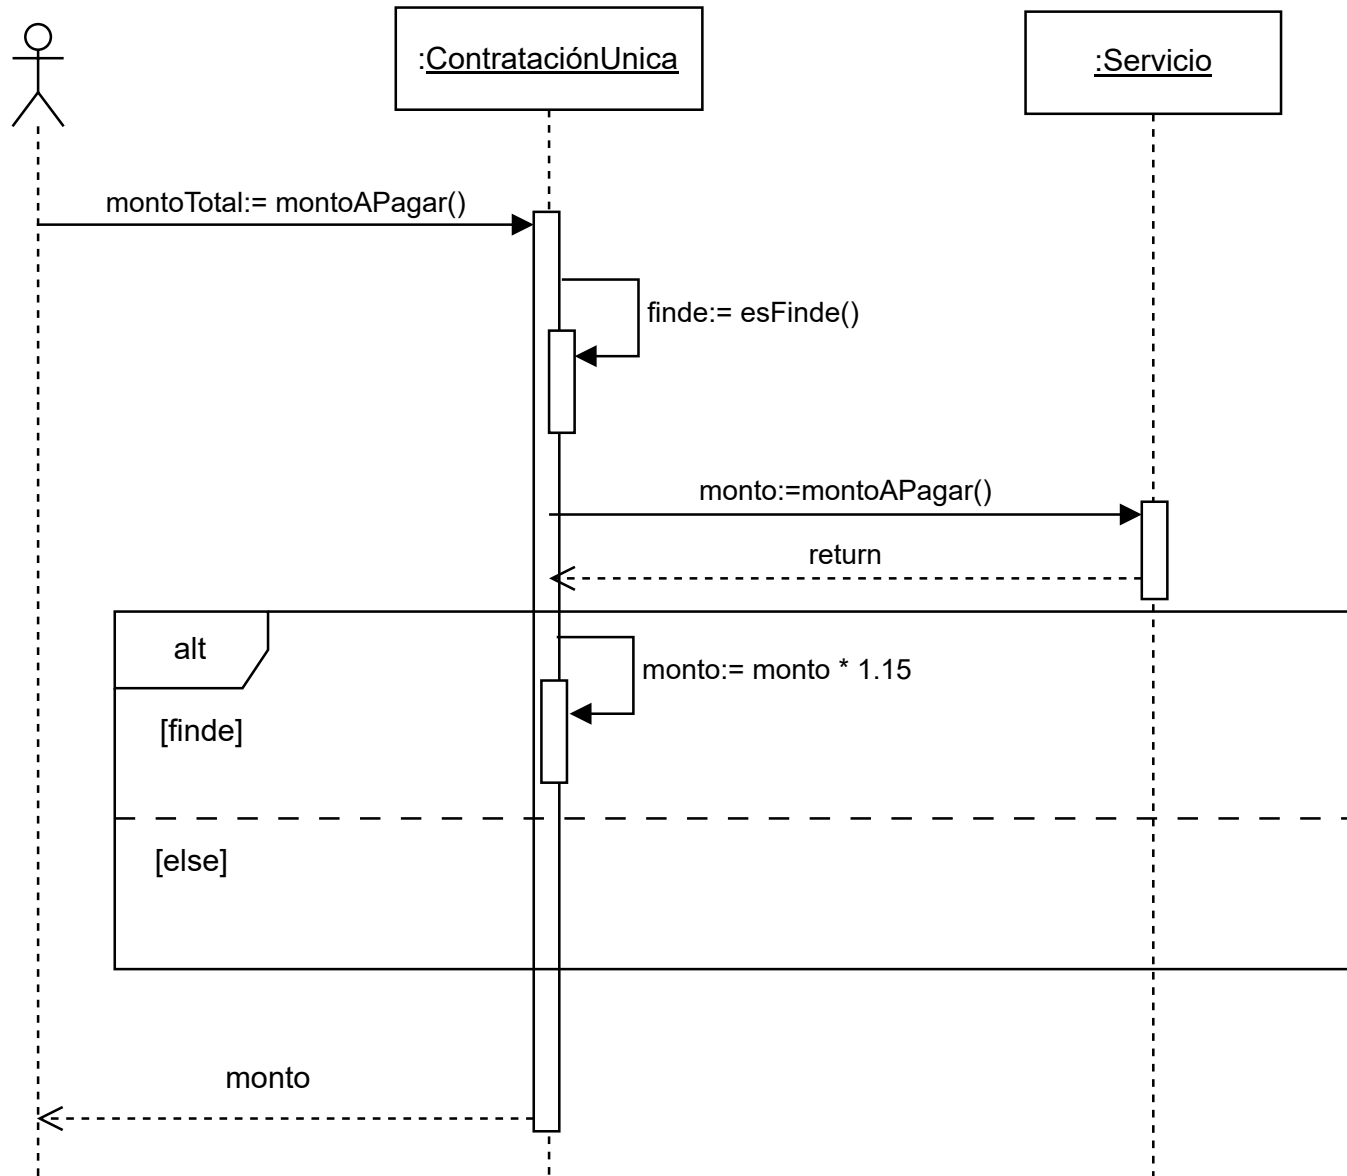 :ContrataciónUnica
:Servicio
montoTotal:= montoAPagar()
finde:= esFinde()
monto:=montoAPagar()
return
alt
monto:= monto * 1.15
[finde]
[else]
monto